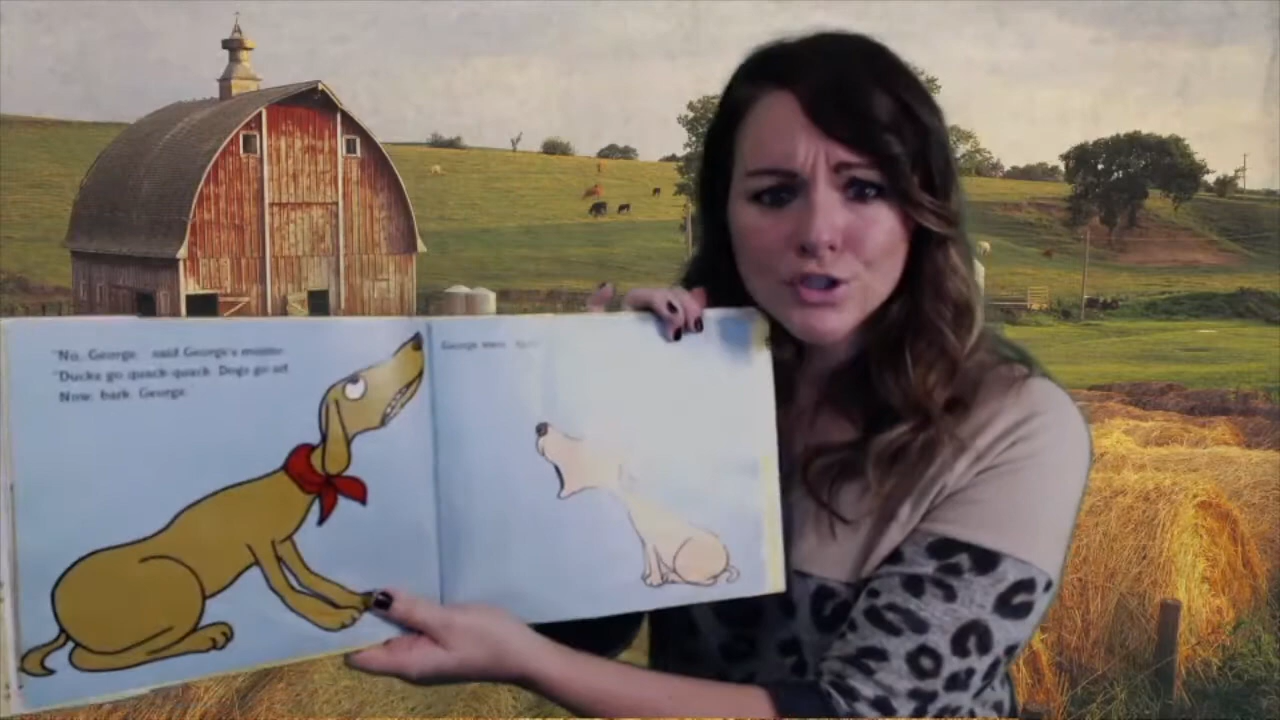 "No, George," said George's mother.
"Ducks go quack-quack. Dogs go arf.
Now, bark, George."
George went